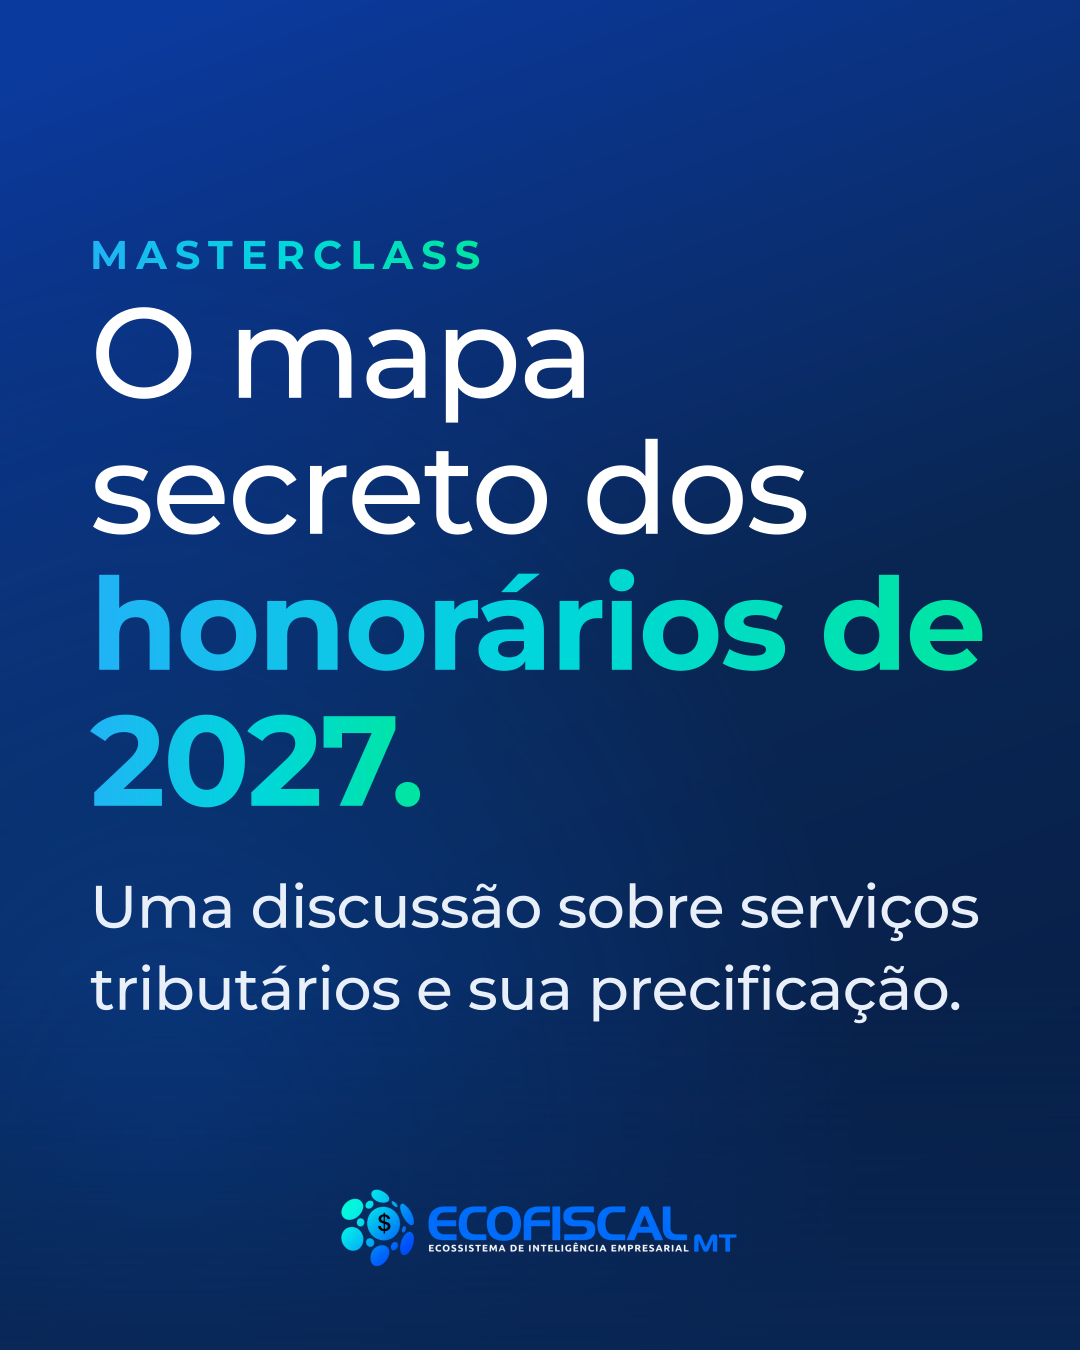 MASTERCLASS
O mapa
secreto dos
honorários de
2027.
Uma discussão sobre serviços
tributários e sua precificação.
$
ECOFISCAL
ECOSSISTEMA DE INTELIGÊNCIA EMPRESARIAL MT